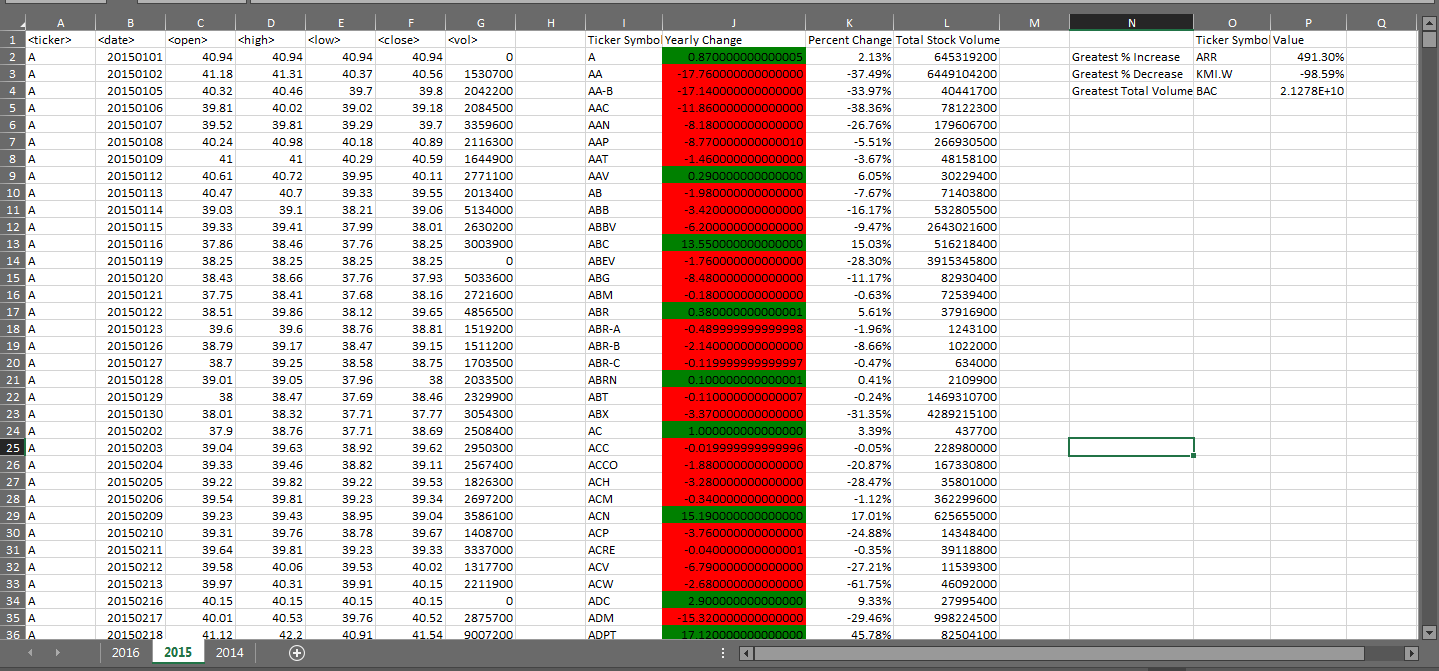 A B C D E F G H I J K L M N O P Q
1 <ticker> <date> <open> <high> <low> <close> <vol> Ticker Symbol Yearly Change Percent Change Total Stock Volume Ticker Symbol Value
2 A 20150101 40.94 40.94 40.94 40.94 0 A 0.870000000000005 2.13% 645319200 Greatest % Increase ARR 491.30%
3 A 20150102 41.18 41.31 40.37 40.56 1530700 AA -17.760000000000000 -37.49% 6449104200 Greatest % Decrease KMI.W -98.59%
4 A 20150105 40.32 40.46 39.7 39.8 2042200 AA-B -17.140000000000000 -33.97% 40441700 Greatest Total Volume BAC 2.1278E+10
5 A 20150106 39.81 40.02 39.02 39.18 2084500 AAC -11.860000000000000 -38.36% 78122300
6 A 20150107 39.52 39.81 39.29 39.7 3359600 AAN -8.180000000000000 -26.76% 179606700
7 A 20150108 40.24 40.98 40.18 40.89 2116300 AAP -8.770000000000010 -5.51% 266930500
8 A 20150109 41 41 40.29 40.59 1644900 AAT -1.460000000000000 -3.67% 48158100
9 A 20150112 40.61 40.72 39.95 40.11 2771100 AAV 0.290000000000000 6.05% 30229400
10 A 20150113 40.47 40.7 39.33 39.55 2013400 AB -1.980000000000000 -7.67% 71403800
11 A 20150114 39.03 39.1 38.21 39.06 5134000 ABB -3.420000000000000 -16.17% 532805500
12 A 20150115 39.33 39.41 37.99 38.01 2630200 ABBV -6.200000000000000 -9.47% 2643021600
13 A 20150116 37.86 38.46 37.76 38.25 3003900 ABC 13.550000000000000 15.03% 516218400
14 A 20150119 38.25 38.25 38.25 38.25 0 ABEV -1.760000000000000 -28.30% 3915345800
15 A 20150120 38.43 38.66 37.76 37.93 5033600 ABG -8.480000000000000 -11.17% 82930400
16 A 20150121 37.75 38.41 37.68 38.16 2721600 ABM -0.180000000000000 -0.63% 72539400
17 A 20150122 38.51 39.86 38.12 39.65 4856500 ABR 0.380000000000001 5.61% 37916900
18 A 20150123 39.6 39.6 38.76 38.81 1519200 ABR-A -0.489999999999998 -1.96% 1243100
19 A 20150126 38.79 39.17 38.47 39.15 1511200 ABR-B -2.140000000000000 -8.66% 1022000
20 A 20150127 38.7 39.25 38.58 38.75 1703500 ABR-C -0.119999999999997 -0.47% 634000
21 A 20150128 39.01 39.05 37.96 38 2033500 ABRN 0.100000000000001 0.41% 2109900
22 A 20150129 38 38.47 37.69 38.46 2329900 ABT -0.110000000000007 -0.24% 1469310700
23 A 20150130 38.01 38.32 37.71 37.77 3054300 ABX -3.370000000000000 -31.35% 4289215100
24 A 20150202 37.9 38.76 37.71 38.69 2508400 AC 1.000000000000000 3.39% 437700
25 A 20150203 39.04 39.63 38.92 39.62 2950300 ACC -0.019999999999996 -0.05% 228980000
26 A 20150204 39.33 39.46 38.82 39.11 2567400 ACCO -1.880000000000000 -20.87% 167330800
27 A 20150205 39.22 39.82 39.22 39.53 1826300 ACH -3.280000000000000 -28.47% 35801000
28 A 20150206 39.54 39.81 39.23 39.34 2697200 ACM -0.340000000000000 -1.12% 362299600
29 A 20150209 39.23 39.43 38.95 39.04 3586100 ACN 15.190000000000000 17.01% 625655000
30 A 20150210 39.31 39.76 38.78 39.67 1408700 ACP -3.760000000000000 -24.88% 14348400
31 A 20150211 39.64 39.81 39.23 39.33 3337000 ACRE -0.040000000000001 -0.35% 39118800
32 A 20150212 39.58 40.06 39.53 40.02 1317700 ACV -6.790000000000000 -27.21% 11539300
33 A 20150213 39.97 40.31 39.91 40.15 2211900 ACW -2.680000000000000 -61.75% 46092000
34 A 20150216 40.15 40.15 40.15 40.15 0 ADC 2.900000000000000 9.33% 27995400
35 A 20150217 40.01 40.53 39.76 40.52 2875700 ADM -15.320000000000000 -29.46% 998224500
36 A 20150218 41.12 42.2 40.91 41.54 9007200 ADPT 17.120000000000000 45.78% 82504100
2016 2015 2014